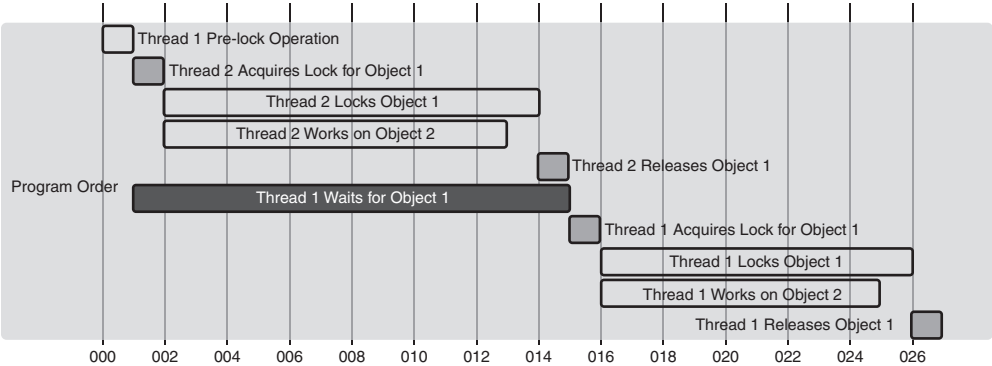 Thread 1 Pre-lock Operation
Thread 2 Acquires Lock for Object 1
Thread 2 Locks Object 1
Thread 2 Works on Object 2
Thread 2 Releases Object 1
Program Order
Thread 1 Waits for Object 1
Thread 1 Acquires Lock for Object 1
Thread 1 Locks Object 1
Thread 1 Works on Object 2
Thread 1 Releases Object 1
000 002 004 006 008 010 012 014 016 018 020 022 024 026